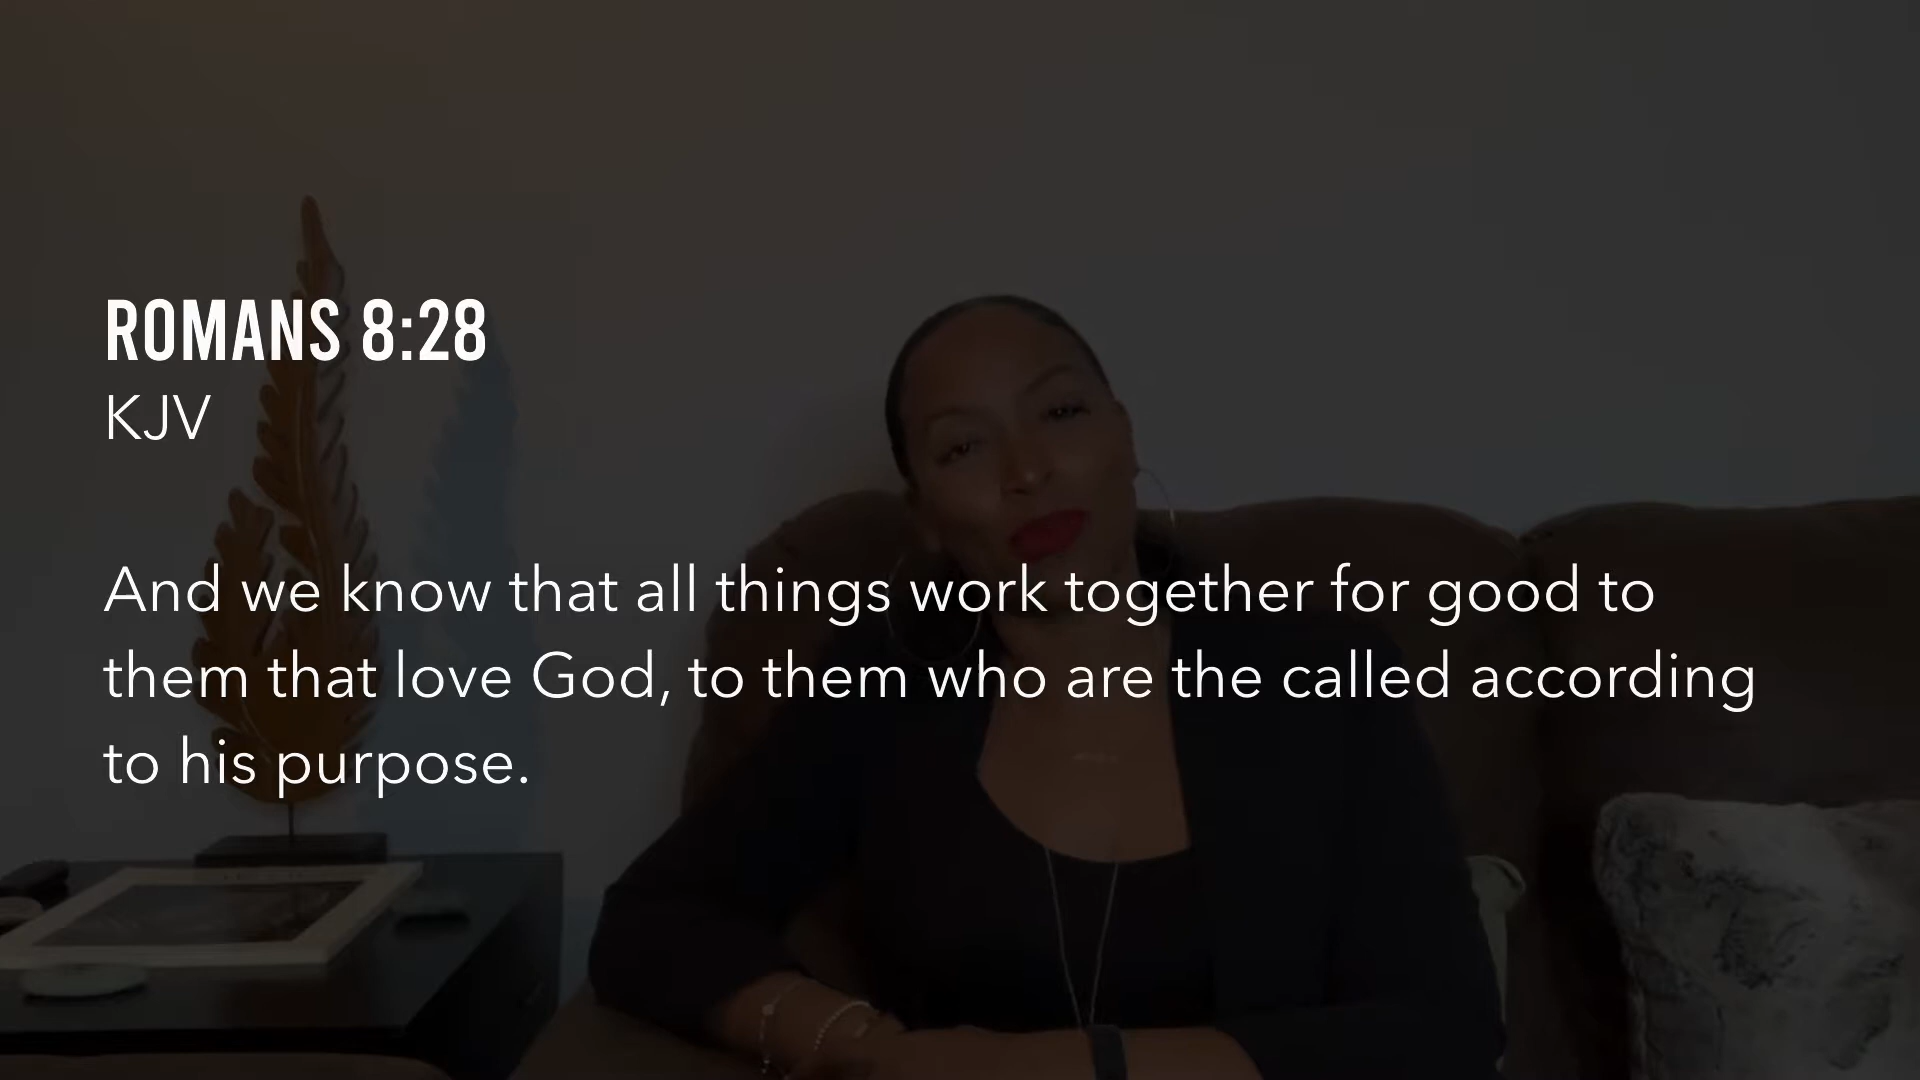 ROMANS 8:28
KJV
And we know that all things work together for good to
them that love God, to them who are the called according
to his purpose.